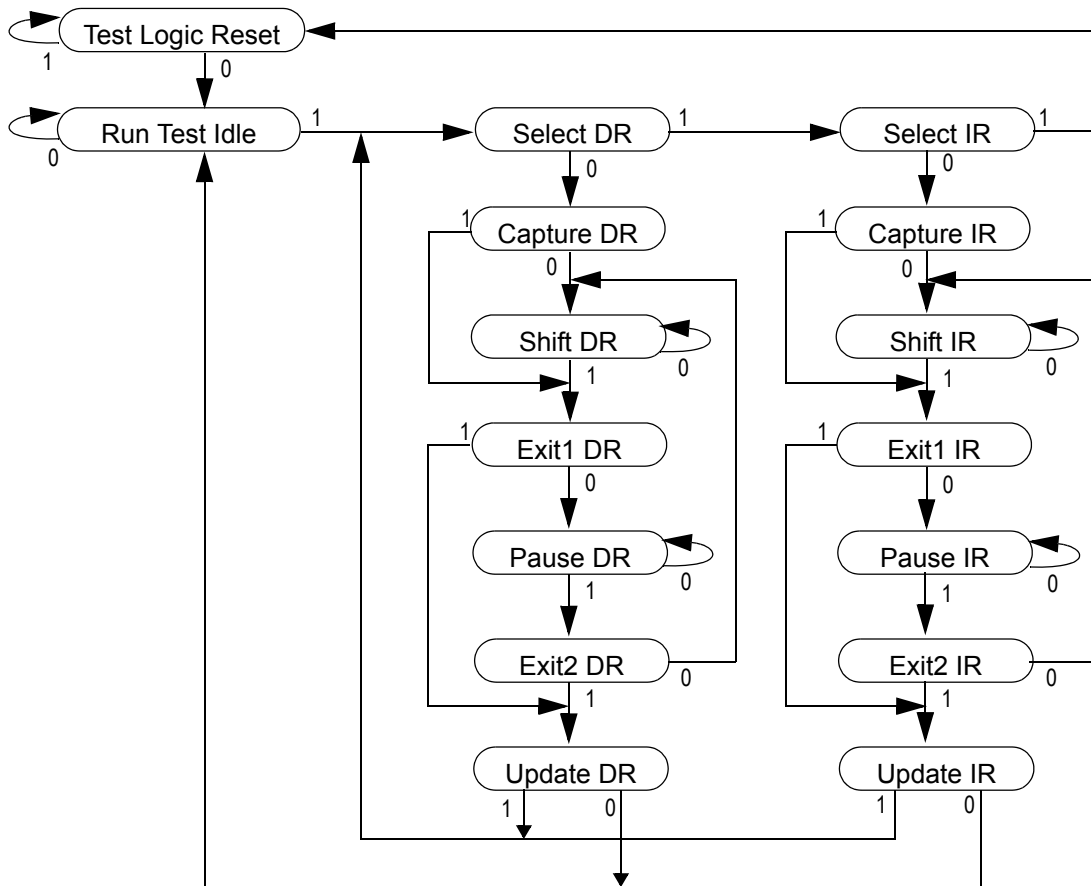 Test Logic Reset
1
0
Run Test Idle
1
0
Select DR
1
0
Select IR
1
0
1
Capture DR
0
1
Capture IR
0
Shift DR
0
1
Shift IR
0
1
1
Exit1 DR
0
1
Exit1 IR
0
Pause DR
0
1
Pause IR
0
1
Exit2 DR
0
1
Exit2 IR
0
1
Update DR
1
0
Update IR
1
0